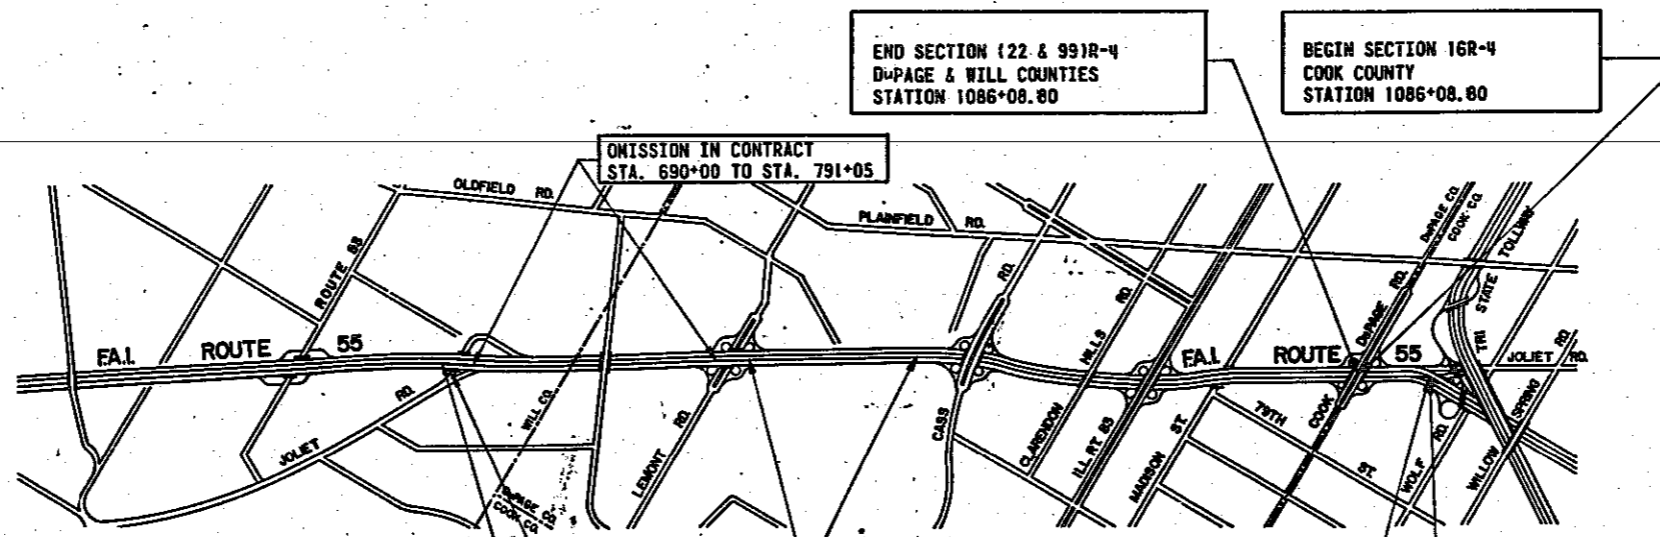 END SECTION (22 & 99)R-4
DuPAGE & WILL COUNTIES
STATION 1086+08.80
BEGIN SECTION 16R-4
COOK COUNTY
STATION 1086+08.80
OMISSION IN CONTRACT
STA. 690+00 TO STA. 791+05
OLDFIELD RD.
PLAINFIELD RD.
DuPAGE CO.
COOK CO.
TRI STATE TOLLWAY
ROUTE
RD.
CLARENDON HILLS RD.
DuPAGE RD.
F.A.I. ROUTE 55
F.A.I. ROUTE 55
JOLIET RD.
JOLIET RD.
WILL CO.
DuPAGE CO.
COOK CO.
LEMONT RD.
CASS
ILL. RT. 83
MADISON ST.
79TH ST.
COOK
WOLF RD.
WILLOW SPRING RD.